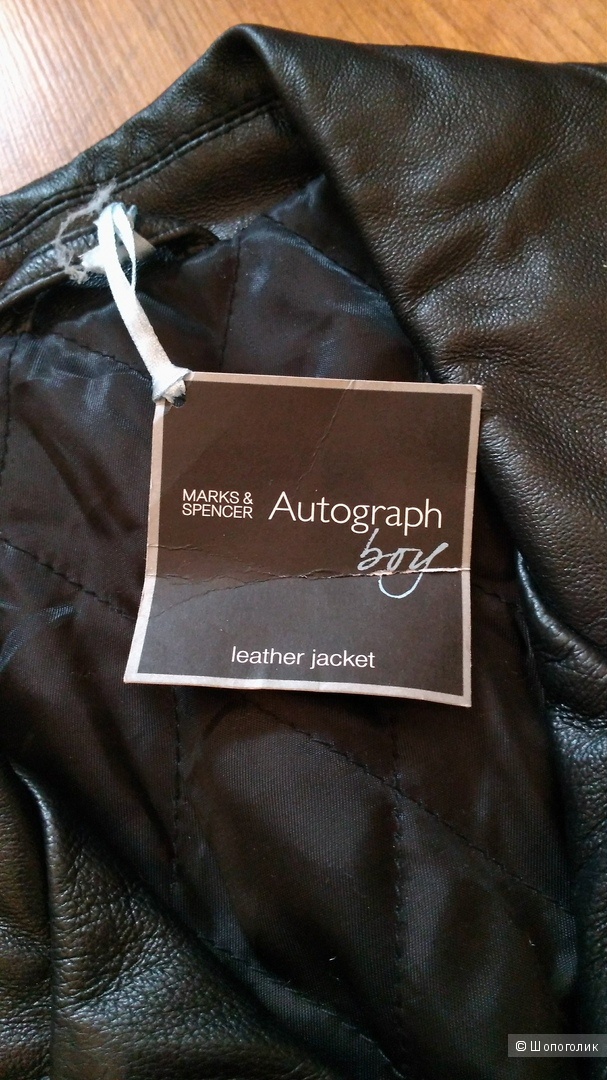 MARKS &
SPENCER
Autograph
boy
leather jacket
© Шопоголик